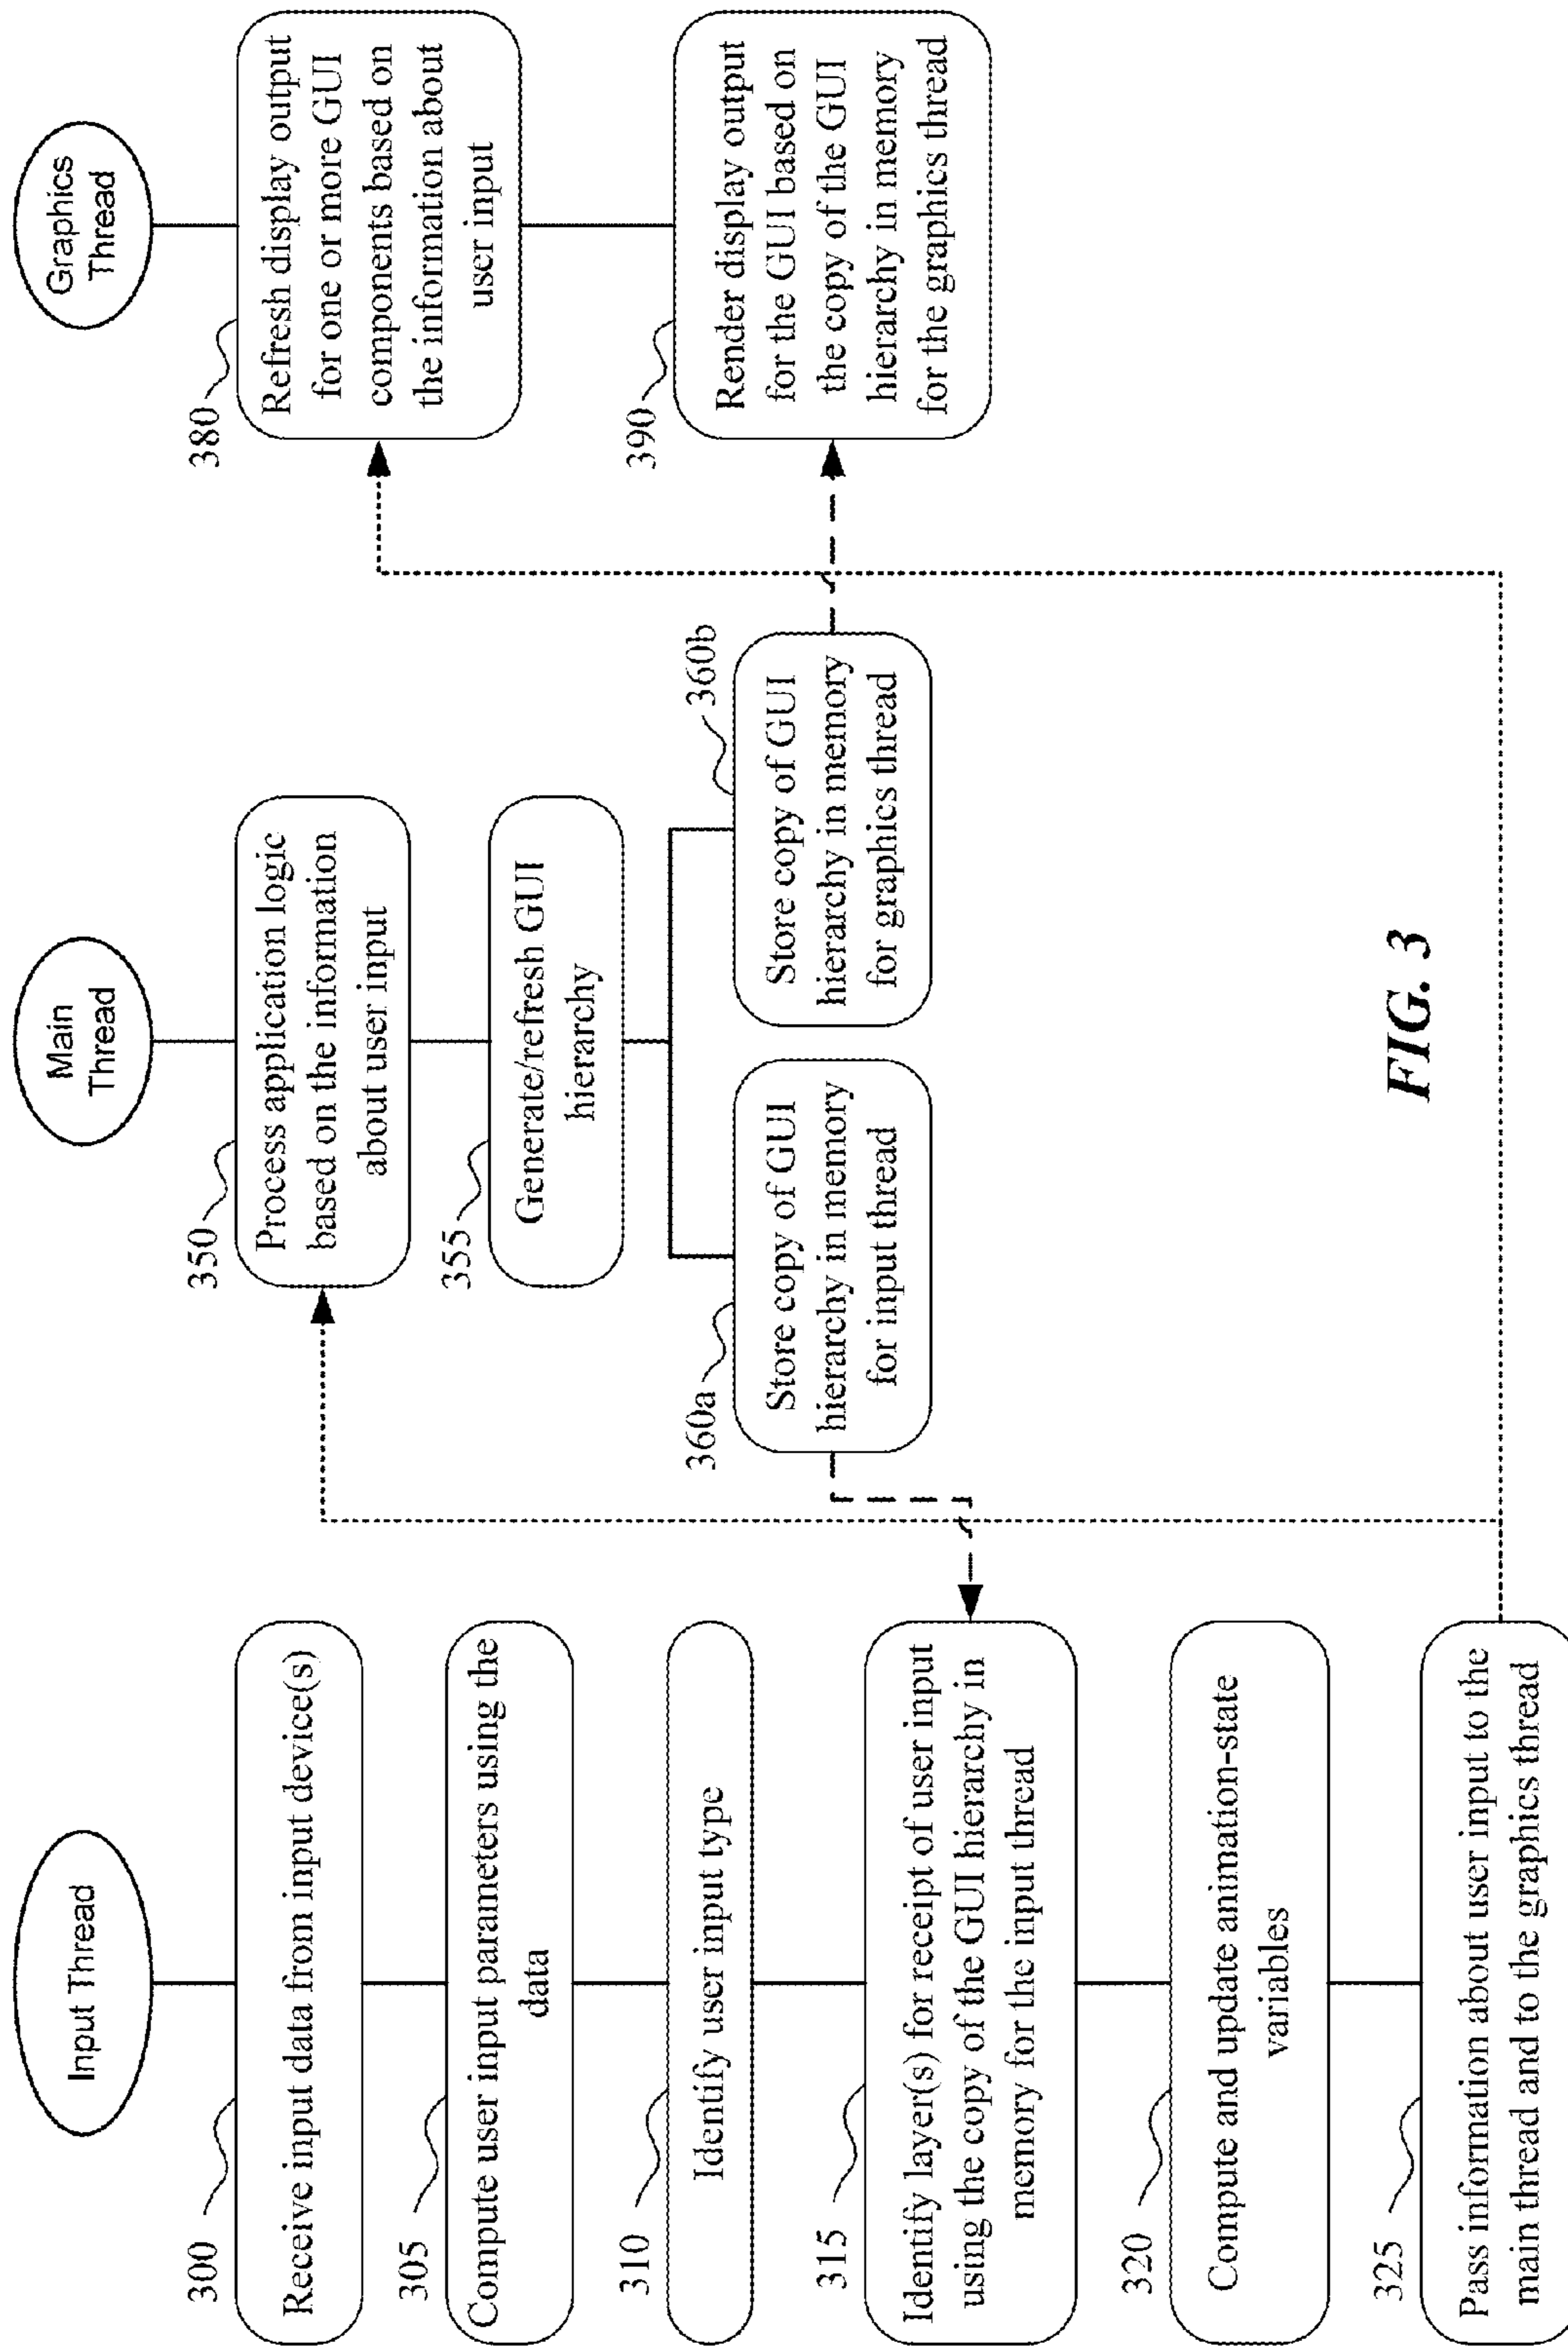 Input Thread
300
Receive input data from input device(s)
305
Compute user input parameters using the
data
310
Identify user input type
315
Identify layer(s) for receipt of user input
using the copy of the GUI hierarchy in
memory for the input thread
320
Compute and update animation-state
variables
325
Pass information about user input to the
main thread and to the graphics thread
Main
Thread
350
Process application logic
based on the information
about user input
355
Generate/refresh GUI
hierarchy
360a
Store copy of GUI
hierarchy in memory
for input thread
360b
Store copy of GUI
hierarchy in memory
for graphics thread
Graphics
Thread
380
Refresh display output
for one or more GUI
components based on
the information about
user input
390
Render display output
for the GUI based on
the copy of the GUI
hierarchy in memory
for the graphics thread
FIG. 3